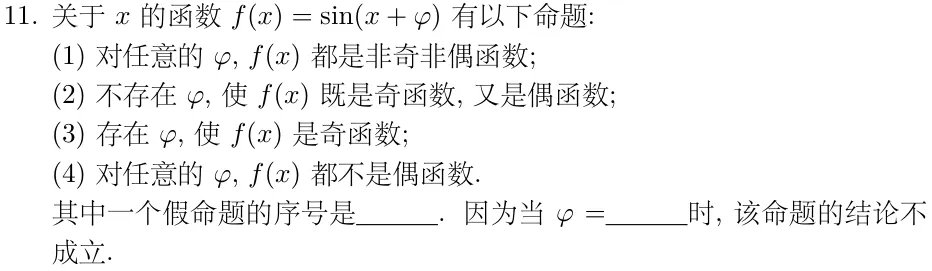 11. 关于 x 的函数 f(x) = sin(x + φ) 有以下命题:
(1) 对任意的 φ, f(x) 都是非奇非偶函数;
(2) 不存在 φ, 使 f(x) 既是奇函数, 又是偶函数;
(3) 存在 φ, 使 f(x) 是奇函数;
(4) 对任意的 φ, f(x) 都不是偶函数.
其中一个假命题的序号是______. 因为当 φ =______时, 该命题的结论不
成立.